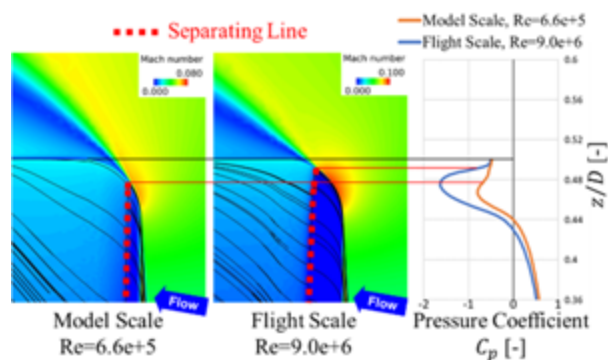 Separating Line
Model Scale, Re=6.6e+5
Flight Scale, Re=9.0e+6
Mach number
0.080
0.000
Mach number
0.100
0.000
0.6
0.56
0.52
0.48
0.44
0.4
0.36
z/D [-]
Flow
Flow
-2
-1
0
1
Model Scale
Re=6.6e+5
Flight Scale
Re=9.0e+6
Pressure Coefficient
Cp [-]